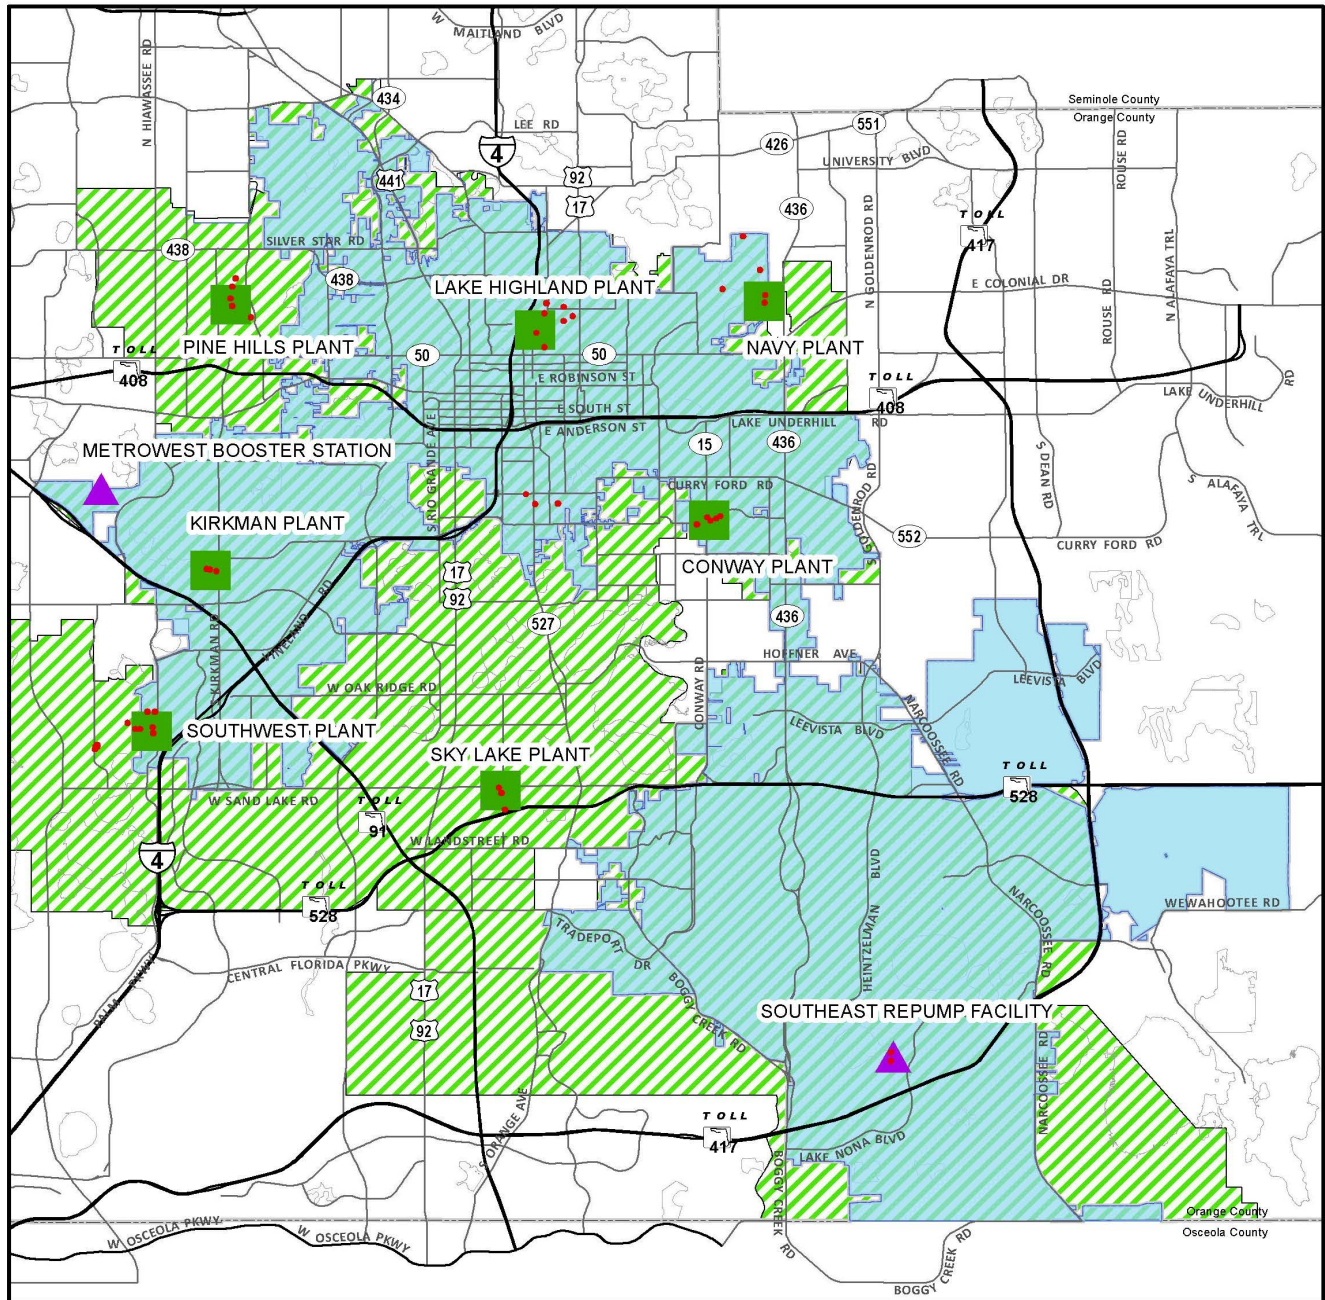 W MAITLAND BLVD
N HIAWASSEE RD
434
LEE RD
4
551
Seminole County
Orange County
426
UNIVERSITY BLVD
ROUSE RD
441
92
17
436
N GOLDENROD RD
TOLL
417
N ALAFAYA TRL
SILVER STAR RD
438
438
LAKE HIGHLAND PLANT
E COLONIAL DR
ROUSE RD
PINE HILLS PLANT
NAVY PLANT
TOLL
408
50
50
E ROBINSON ST
TOLL
408
E SOUTH ST
E ANDERSON ST
LAKE UNDERHILL
RD
LAKE UNDERHILL
RD
S RIO GRANDE AVE
15
436
METROWEST BOOSTER STATION
S DEAN RD
CURRY FORD RD
S GOLDENROD RD
S ALAFAYA TRL
KIRKMAN PLANT
552
CURRY FORD RD
CONWAY PLANT
17
92
VINELAND RD
S KIRKMAN RD
527
436
HOFFNER AVE
CONWAY RD
W OAK RIDGE RD
LEEVISTA BLVD
NARCOOSSEE RD
LEEVISTA BLVD
SOUTHWEST PLANT
SKY LAKE PLANT
TOLL
528
W SAND LAKE RD
TOLL
91
W LANDSTREET RD
4
TOLL
528
HEINTZELMAN BLVD
NARCOOSSEE RD
WEWAHOOTEE RD
TRADEPORT DR
PALM PKWY
CENTRAL FLORIDA PKWY
17
92
BOGGY CREEK RD
SOUTHEAST REPUMP FACILITY
NARCOOSSEE RD
S ORANGE AVE
TOLL
417
LAKE NONA BLVD
BOGGY CREEK RD
W OSCEOLA PKWY
W OSCEOLA PKWY
Orange County
Osceola County
BOGGY CREEK RD